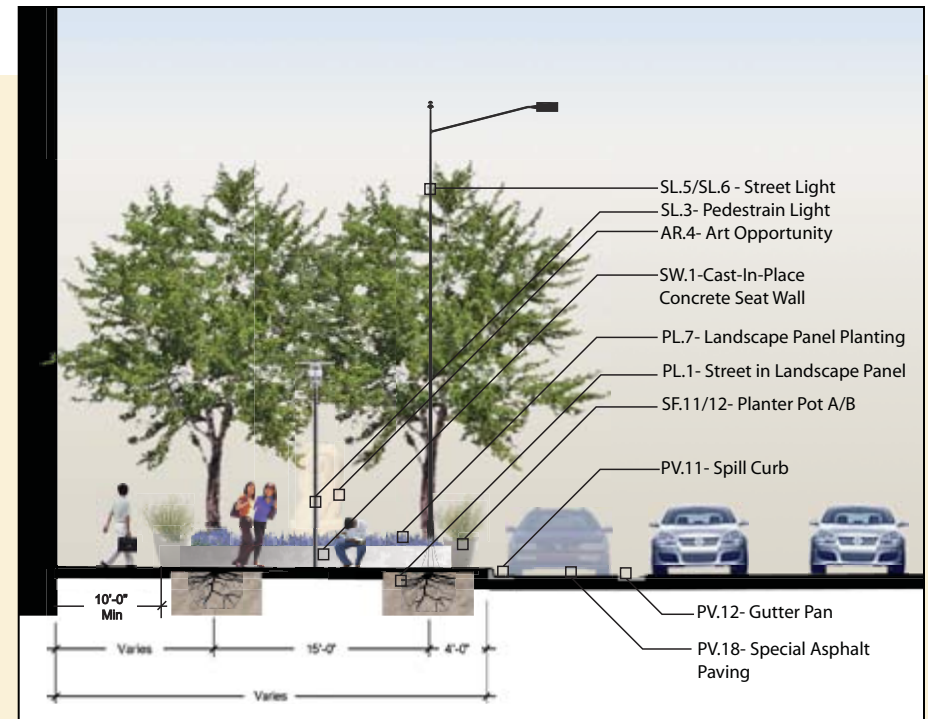 SL.5/SL.6 - Street Light
SL.3- Pedestrain Light
AR.4- Art Opportunity
SW.1-Cast-In-Place
Concrete Seat Wall
PL.7- Landscape Panel Planting
PL.1- Street in Landscape Panel
SF.11/12- Planter Pot A/B
PV.11- Spill Curb
PV.12- Gutter Pan
PV.18- Special Asphalt
Paving
10'-0"
Min
Varies
15'-0"
4'-0"
Varies